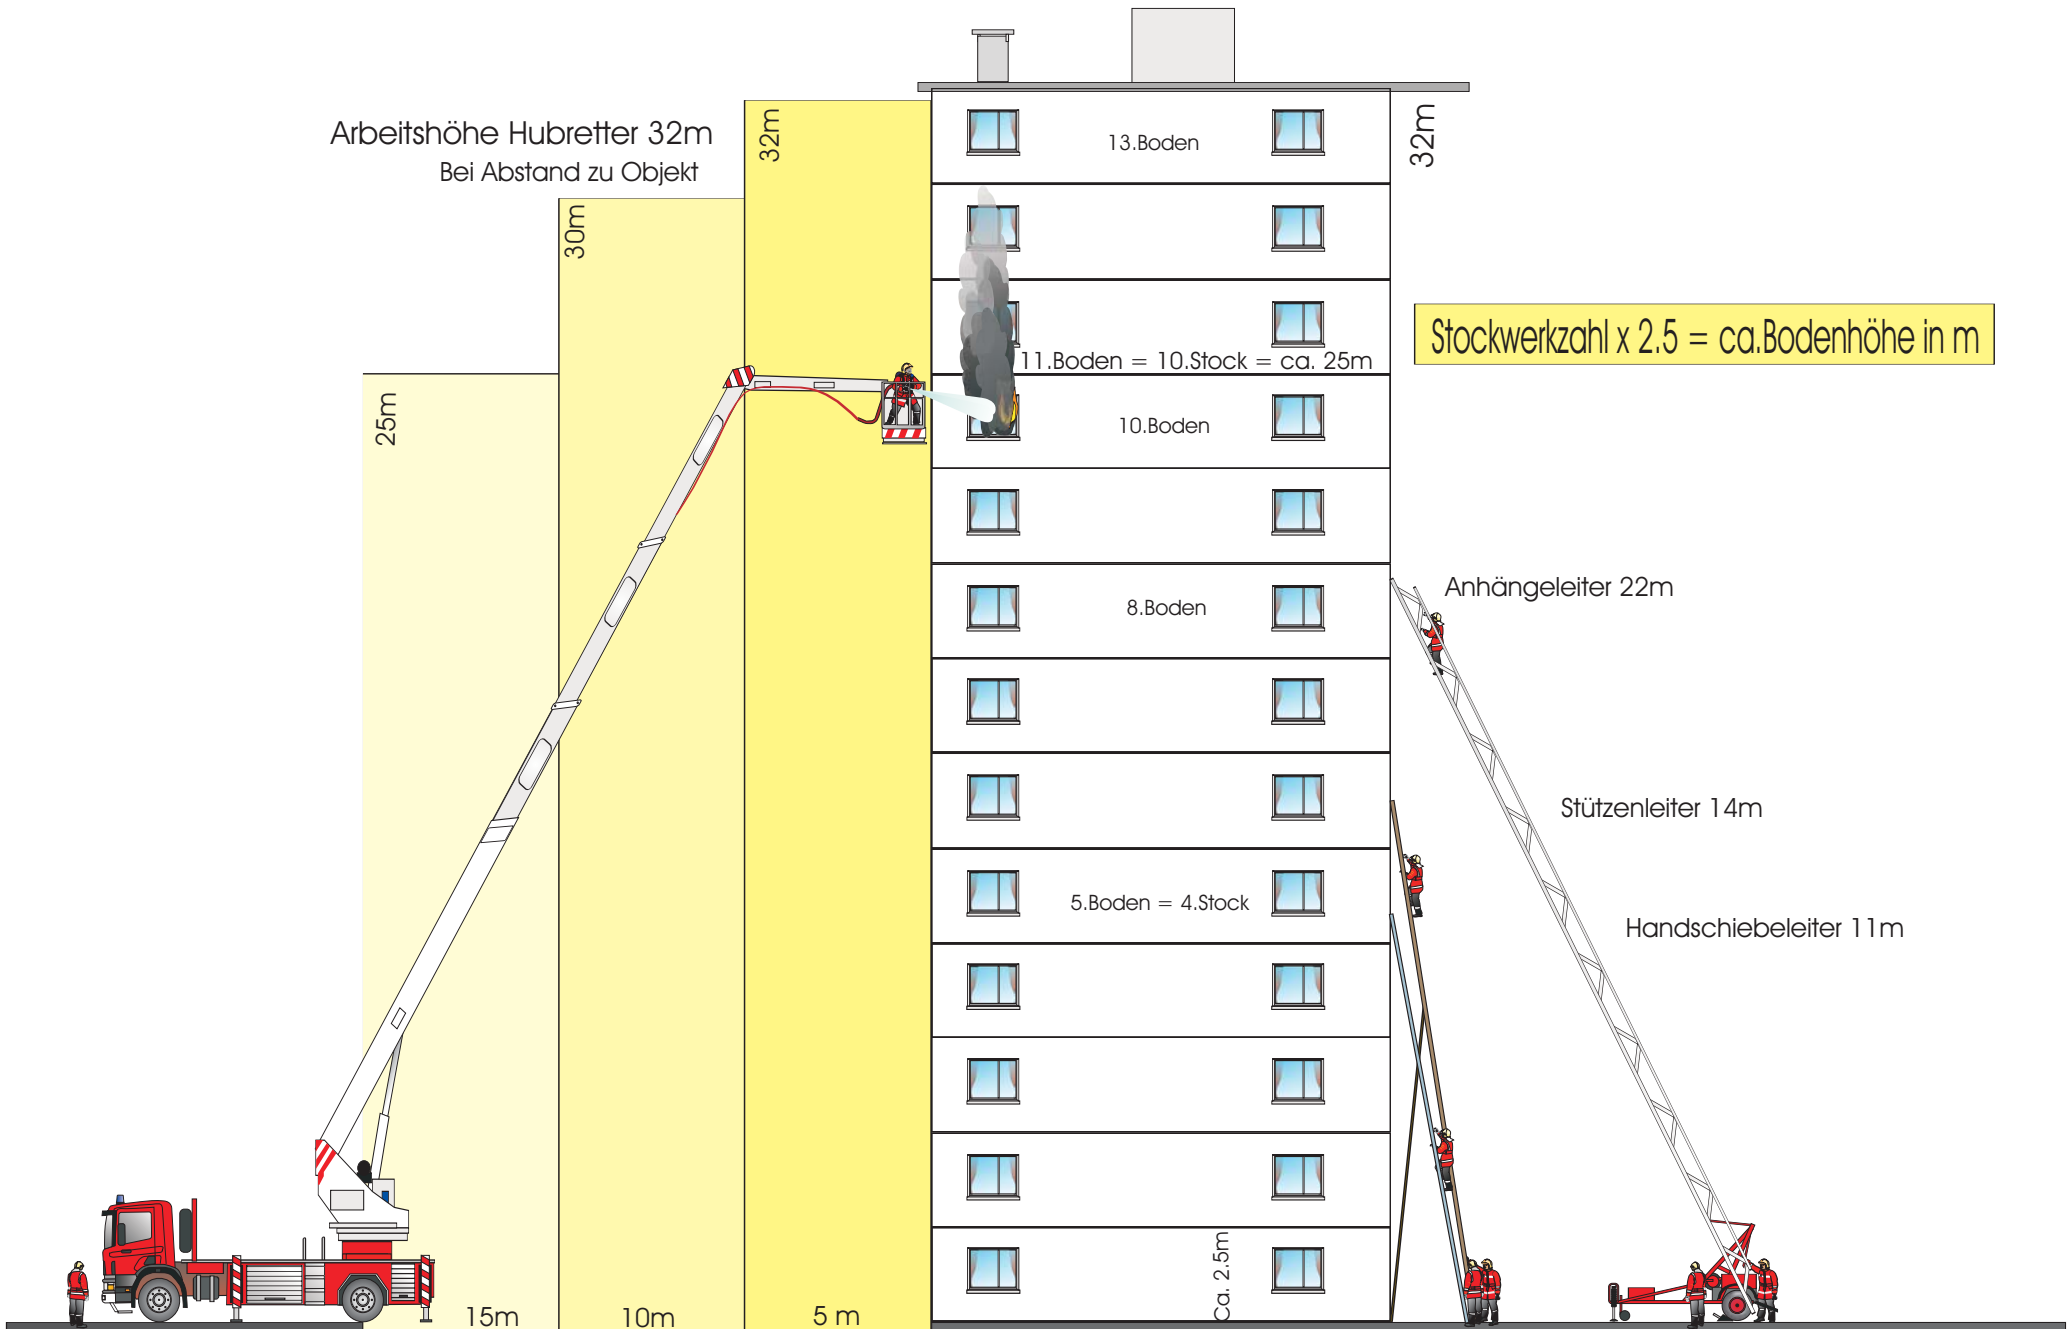 Arbeitshöhe Hubretter 32m
Bei Abstand zu Objekt
25m
30m
32m
13.Boden
32m
Stockwerkzahl x 2.5 = ca.Bodenhöhe in m
11.Boden = 10.Stock = ca. 25m
10.Boden
8.Boden
Anhängeleiter 22m
Stützenleiter 14m
5.Boden = 4.Stock
Handschiebeleiter 11m
Ca. 2.5m
15m
10m
5 m